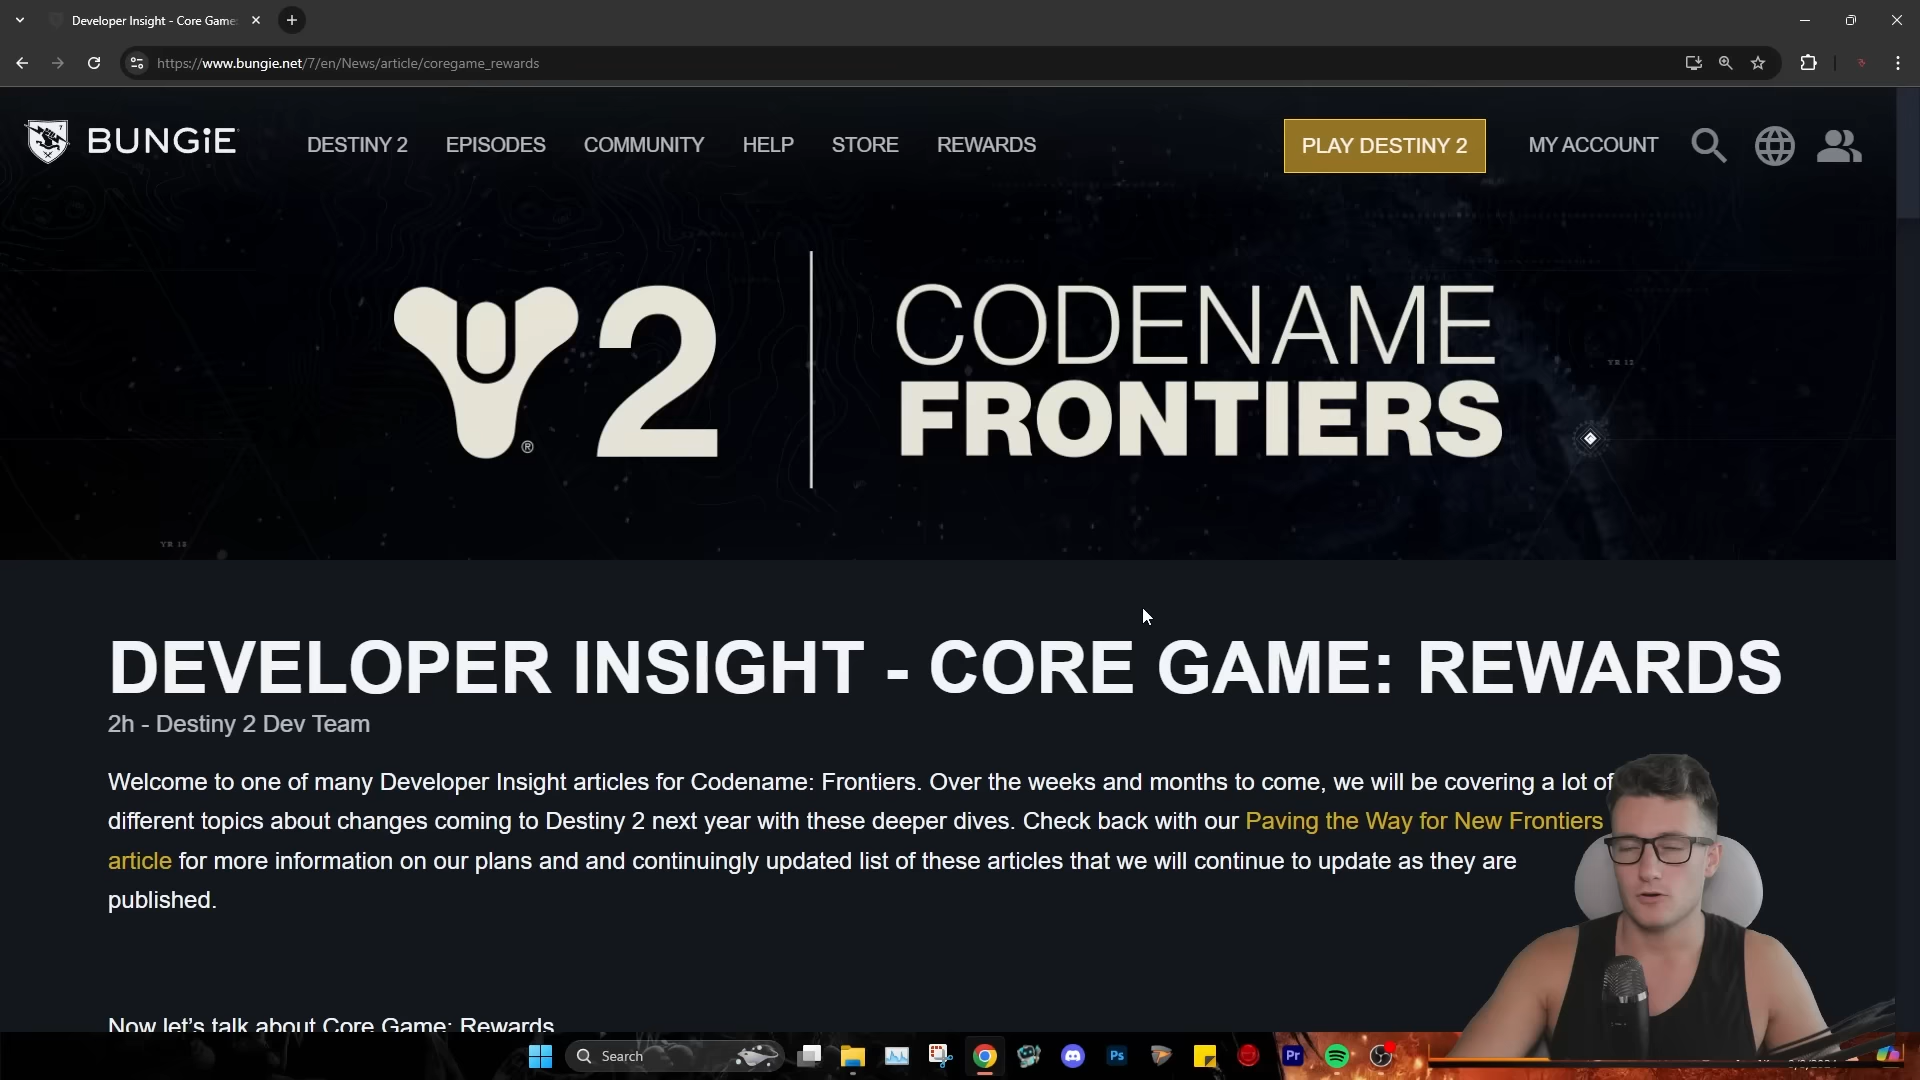 Developer Insight - Core Game
https://www.bungie.net/7/en/News/article/coregame_rewards
BUNGiE
DESTINY 2
EPISODES
COMMUNITY
HELP
STORE
REWARDS
PLAY DESTINY 2
MY ACCOUNT
2
®
CODENAME
FRONTIERS
YR 12
DEVELOPER INSIGHT - CORE GAME: REWARDS
2h - Destiny 2 Dev Team
Welcome to one of many Developer Insight articles for Codename: Frontiers. Over the weeks and months to come, we will be covering a lot of
different topics about changes coming to Destiny 2 next year with these deeper dives. Check back with our Paving the Way for New Frontiers
article for more information on our plans and and continuingly updated list of these articles that we will continue to update as they are
published.
Now let's talk about Core Game: Rewards
Search
Ps
Pr